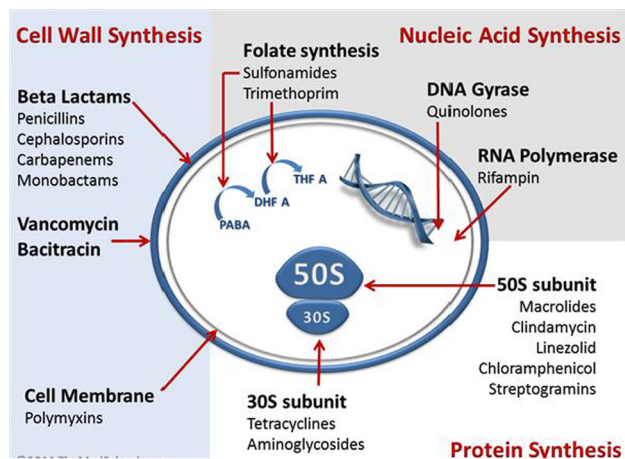 Cell Wall Synthesis
Beta Lactams
Penicillins
Cephalosporins
Carbapenems
Monobactams
Vancomycin
Bacitracin
Cell Membrane
Polymyxins
Folate synthesis
Sulfonamides
Trimethoprim
Nucleic Acid Synthesis
DNA Gyrase
Quinolones
RNA Polymerase
Rifampin
PABA
DHF A
THF A
50S
30S
50S subunit
Macrolides
Clindamycin
Linezolid
Chloramphenicol
Streptogramins
30S subunit
Tetracyclines
Aminoglycosides
Protein Synthesis